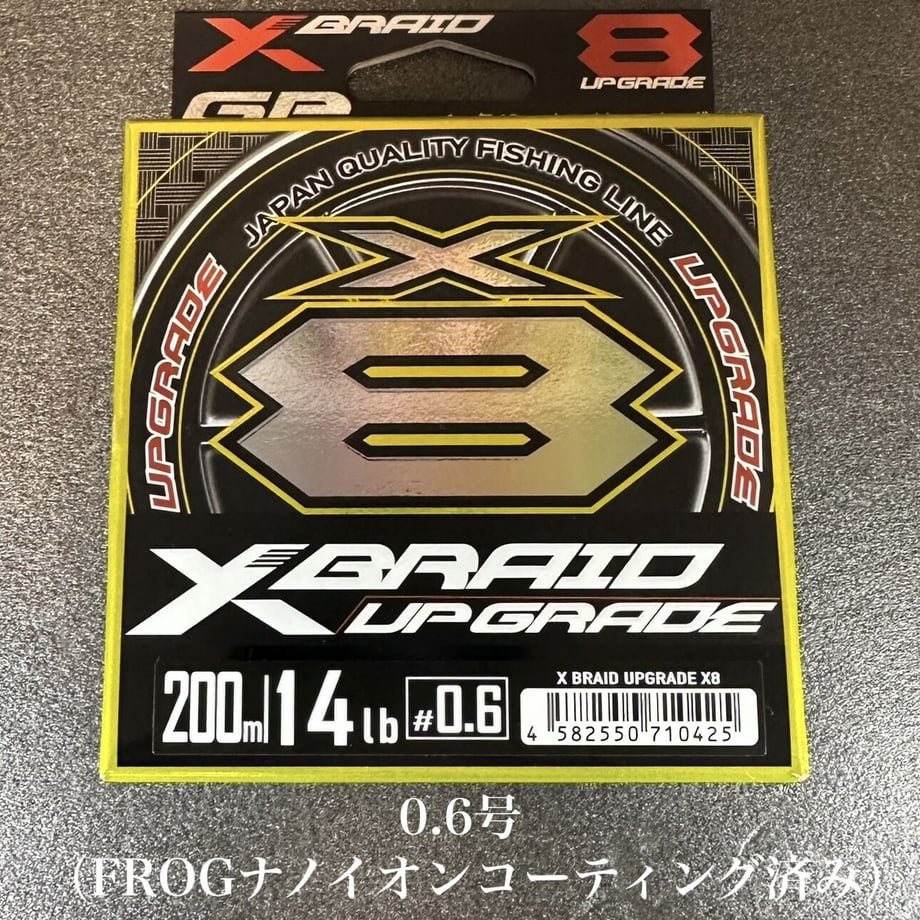 X BRAID
8
UPGRADE
JAPAN QUALITY FISHING LINE
UPGRADE
UPGRADE
X
8
X BRAID
UPGRADE
200m 14lb #0.6
X BRAID UPGRADE X8
4 582550 710425
0.6号
（FROGナノイオンコーティング済み）